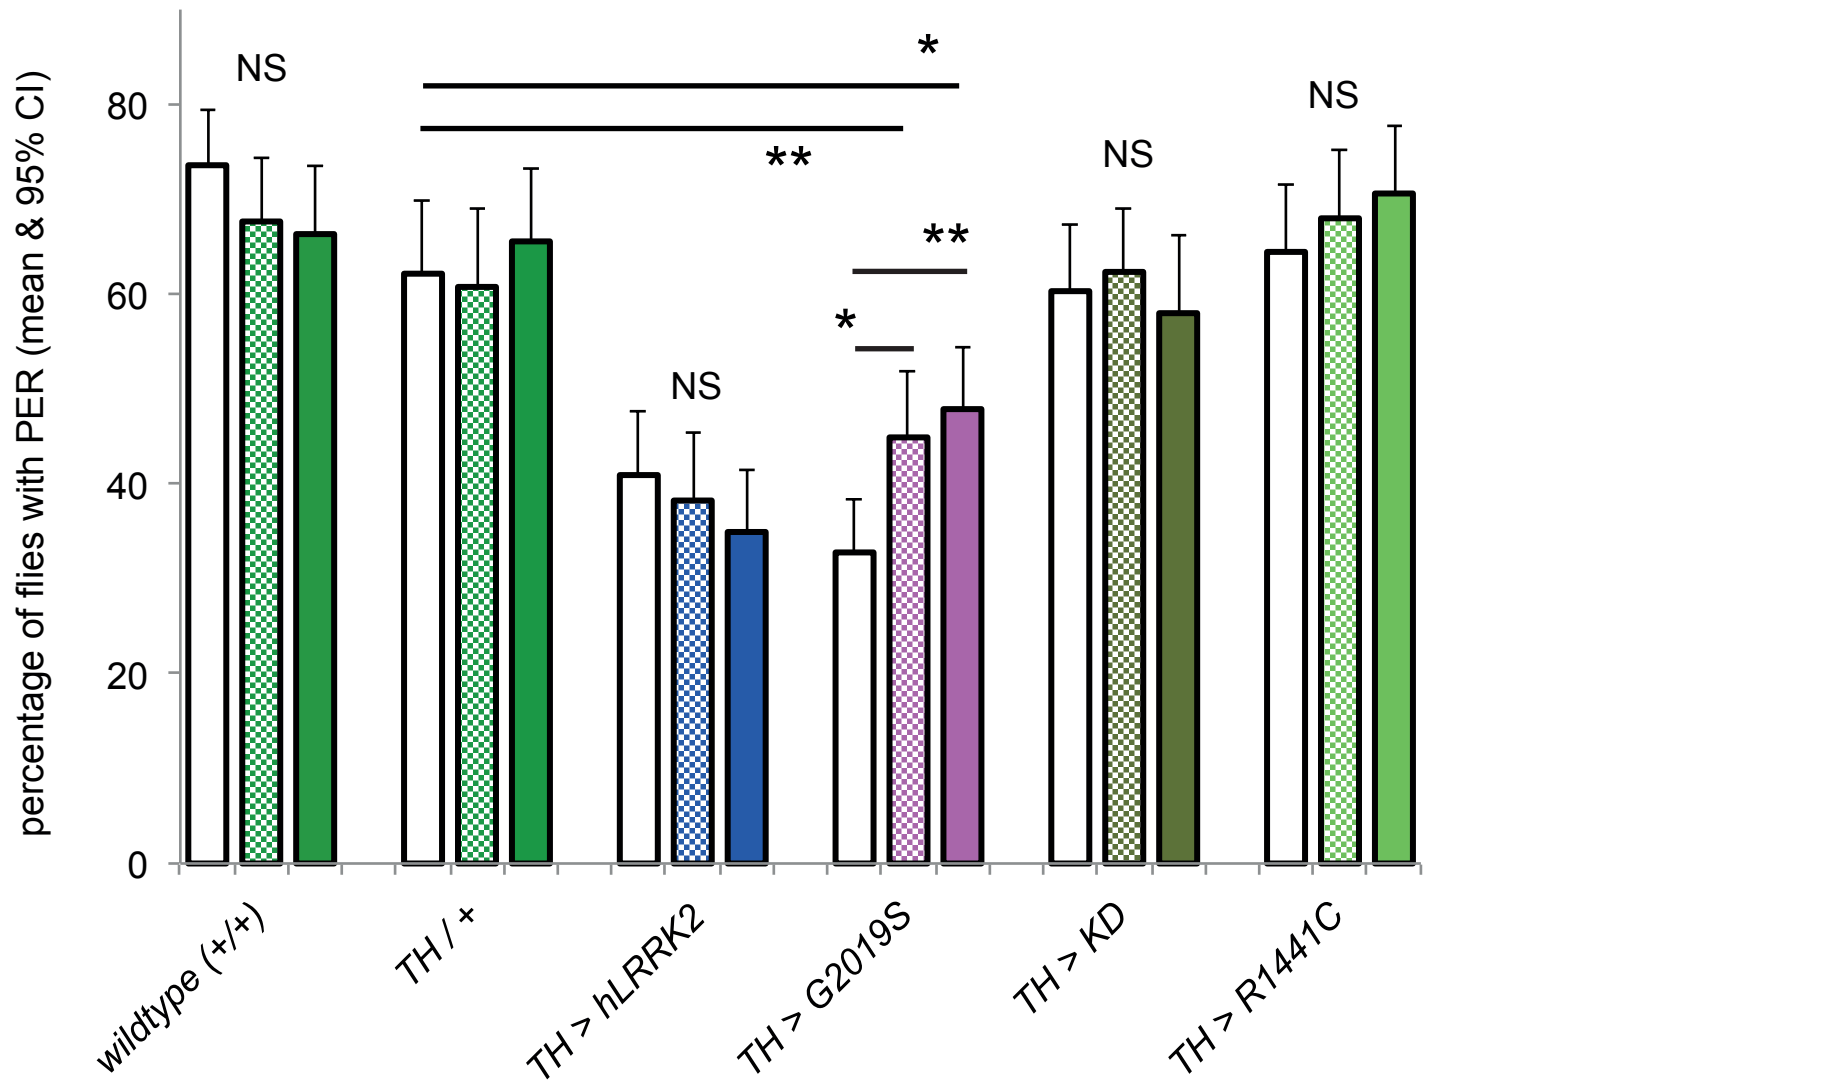 percentage of flies with PER (mean & 95% CI)
80
60
40
20
0
NS
*
**
NS
*
**
NS
NS
wildtype (+/+)
TH / +
TH > hLRRK2
TH > G2019S
TH > KD
TH > R1441C